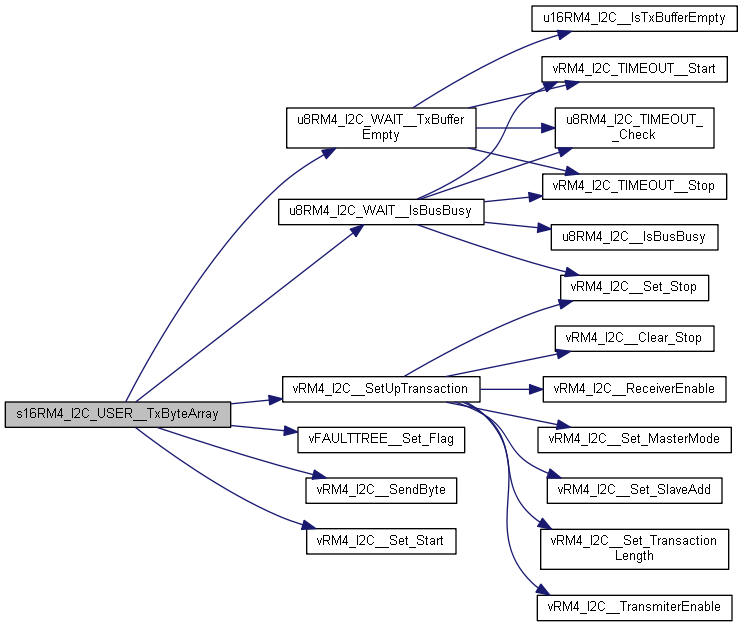 u16RM4_I2C__IsTxBufferEmpty
vRM4_I2C_TIMEOUT__Start
u8RM4_I2C_WAIT__TxBuffer
Empty
u8RM4_I2C_TIMEOUT_
_Check
vRM4_I2C_TIMEOUT__Stop
u8RM4_I2C_WAIT__IsBusBusy
u8RM4_I2C__IsBusBusy
vRM4_I2C__Set_Stop
vRM4_I2C__Clear_Stop
vRM4_I2C__SetUpTransaction
vRM4_I2C__ReceiverEnable
s16RM4_I2C_USER__TxByteArray
vFAULTTREE__Set_Flag
vRM4_I2C__Set_MasterMode
vRM4_I2C__SendByte
vRM4_I2C__Set_SlaveAdd
vRM4_I2C__Set_Start
vRM4_I2C__Set_Transaction
Length
vRM4_I2C__TransmiterEnable